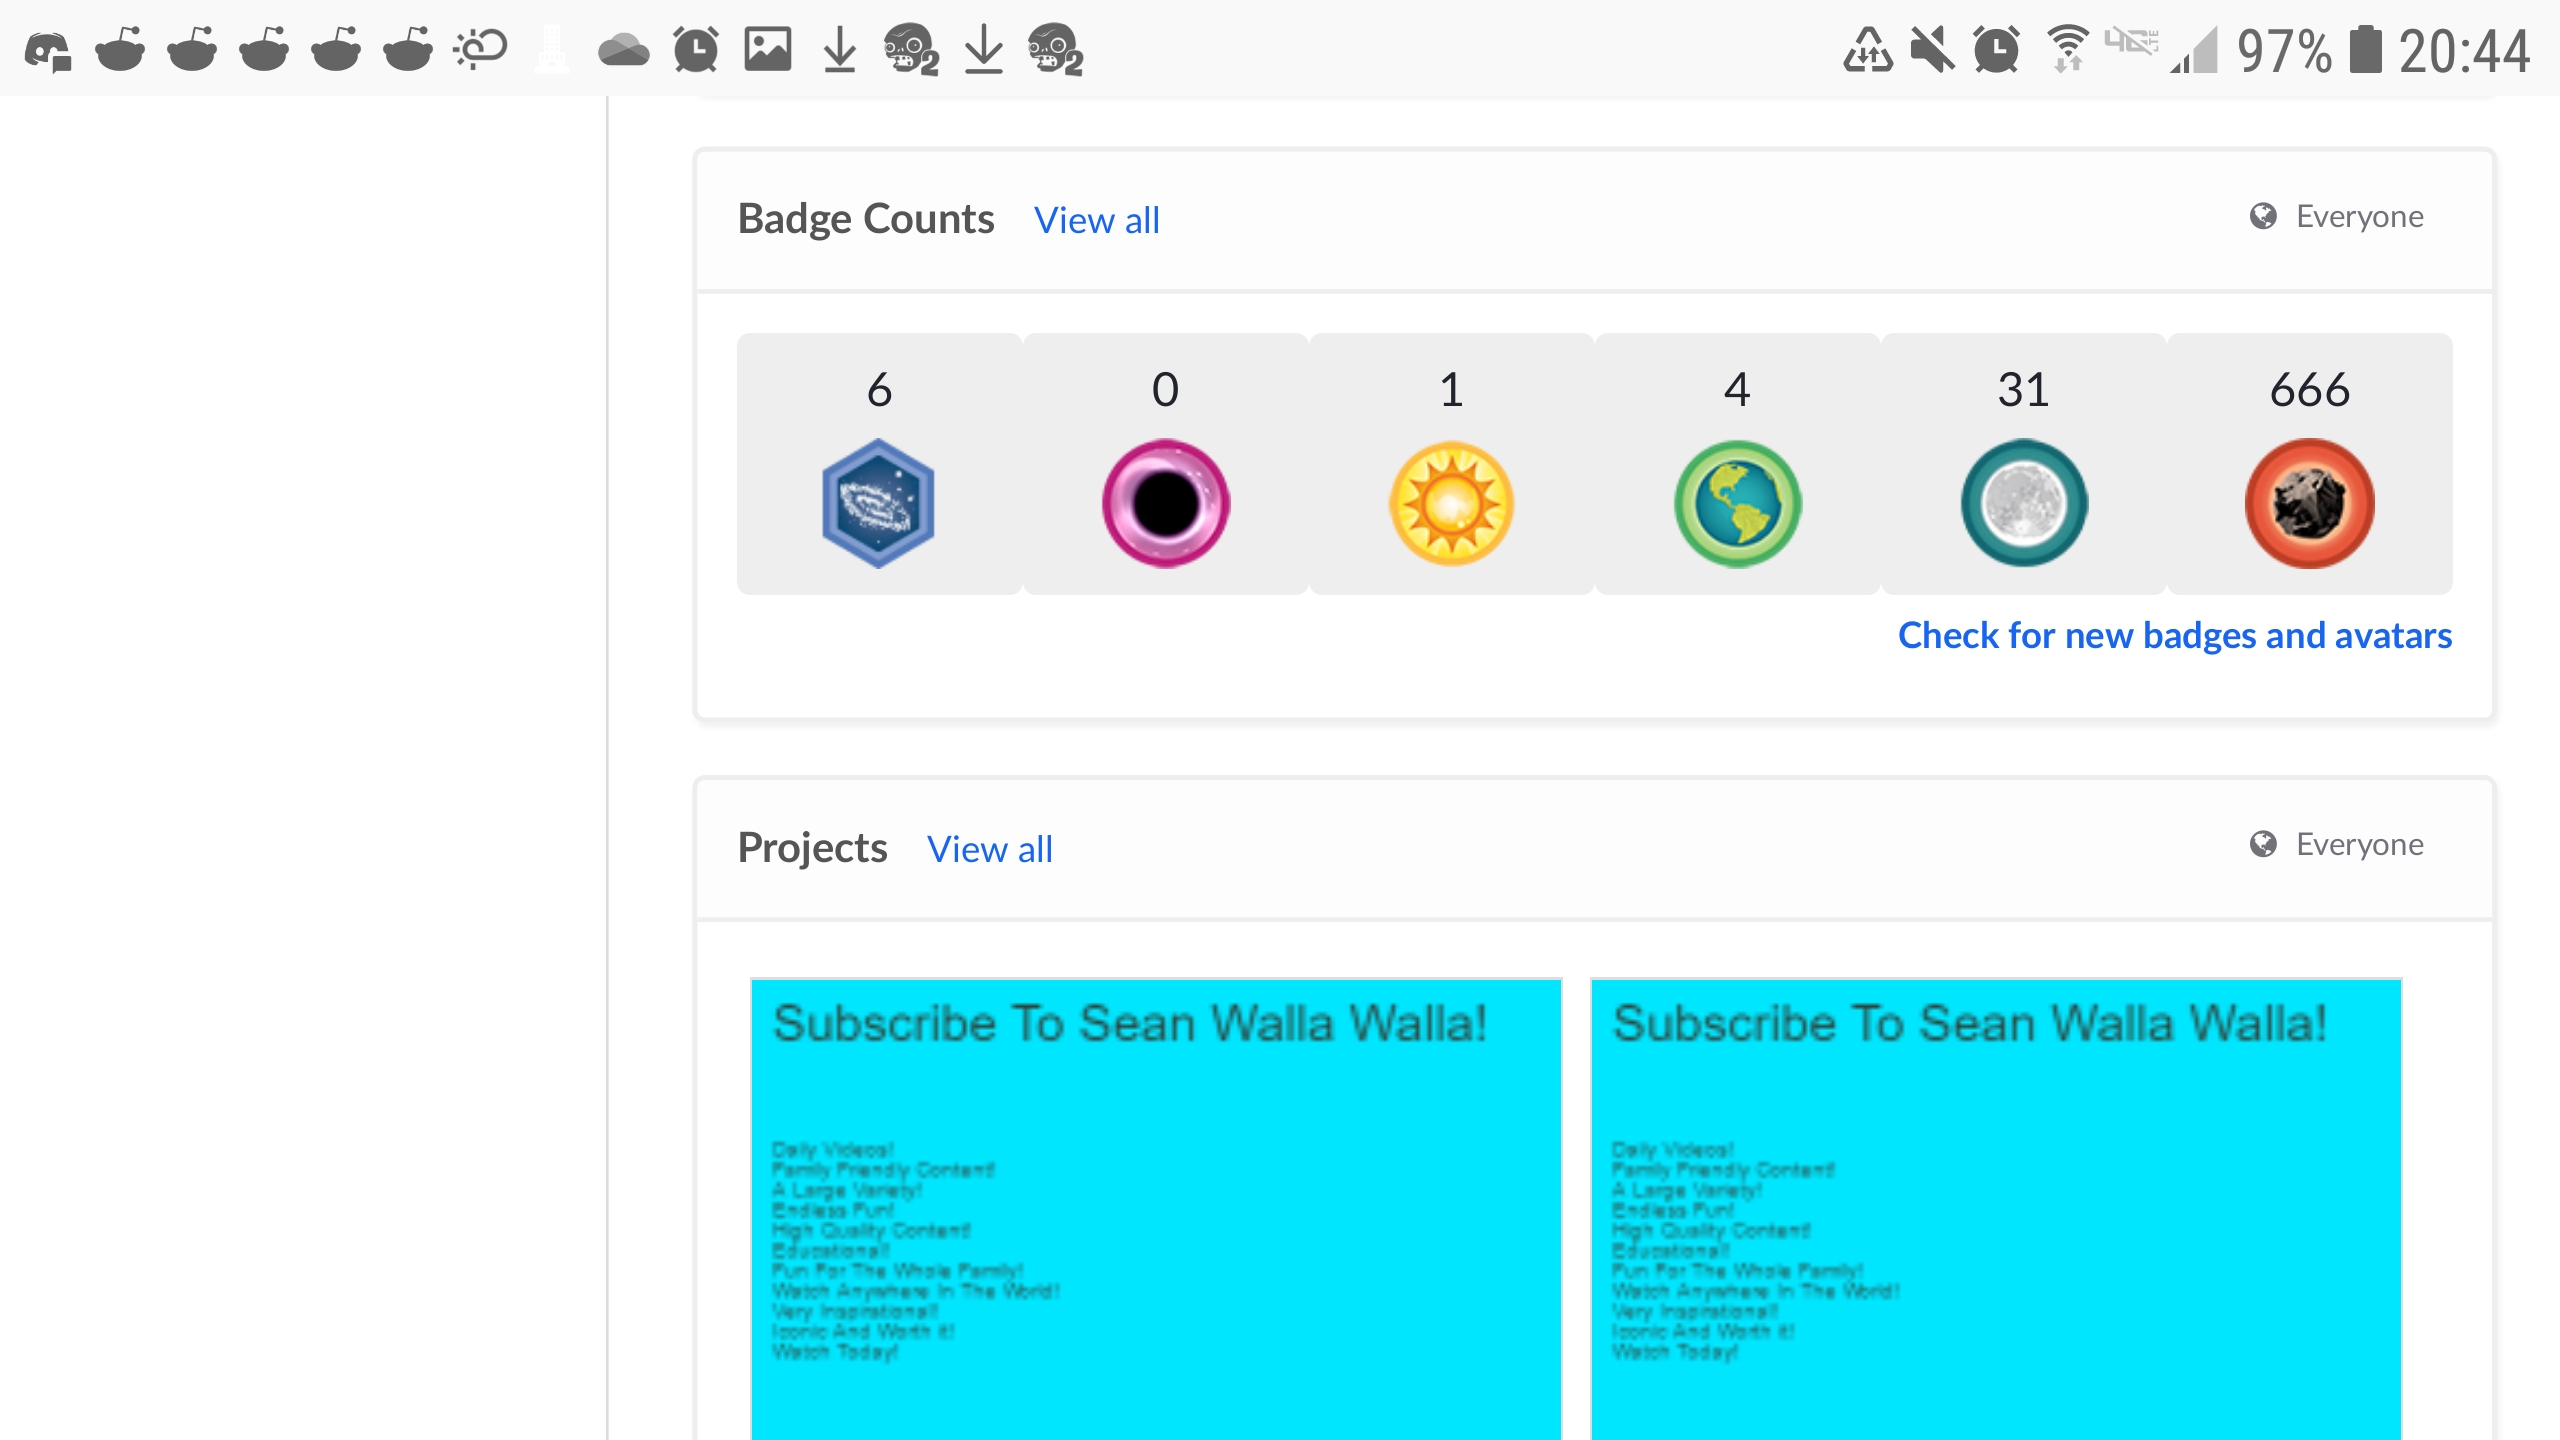 97% 20:44
Badge Counts View all Everyone
6 0 1 4 31 666
Check for new badges and avatars
Projects View all Everyone
Subscribe To Sean Walla Walla!
Daily Videos!
Family Friendly Content!
A Large Variety!
Endless Fun!
High Quality Content!
Educational!
Fun For The Whole Family!
Watch Anywhere In The World!
Very Inspirational!
Iconic And Worth It!
Watch Today!
Subscribe To Sean Walla Walla!
Daily Videos!
Family Friendly Content!
A Large Variety!
Endless Fun!
High Quality Content!
Educational!
Fun For The Whole Family!
Watch Anywhere In The World!
Very Inspirational!
Iconic And Worth It!
Watch Today!